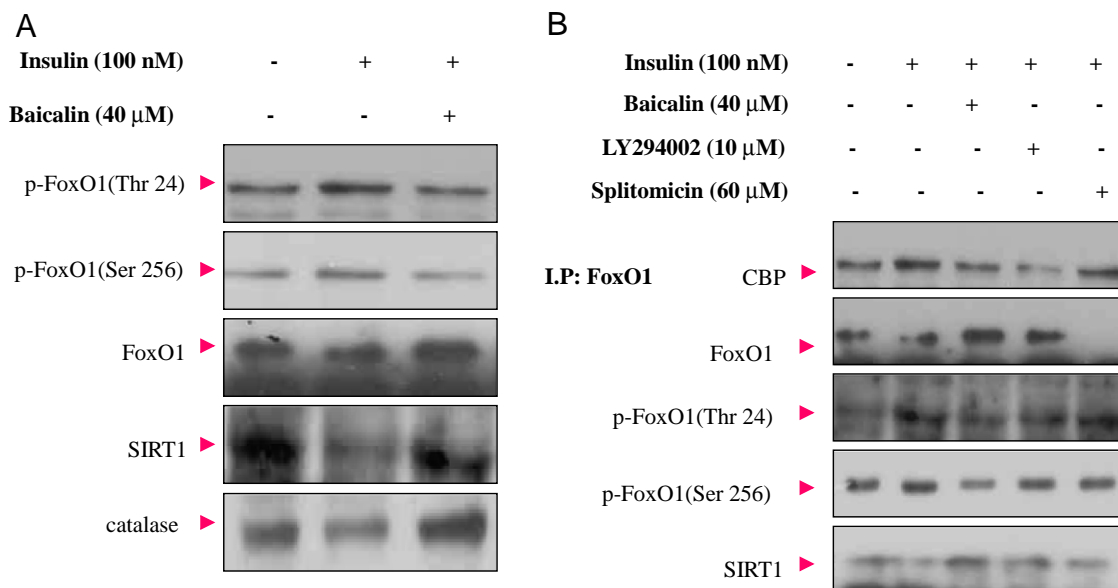 A
Insulin (100 nM) - + +
Baicalin (40 µM) - - +
p-FoxO1(Thr 24)
p-FoxO1(Ser 256)
FoxO1
SIRT1
catalase
B
Insulin (100 nM) - + + + +
Baicalin (40 µM) - - + - -
LY294002 (10 µM) - - - + -
Splitomicin (60 µM) - - - - +
I.P: FoxO1
CBP
FoxO1
p-FoxO1(Thr 24)
p-FoxO1(Ser 256)
SIRT1